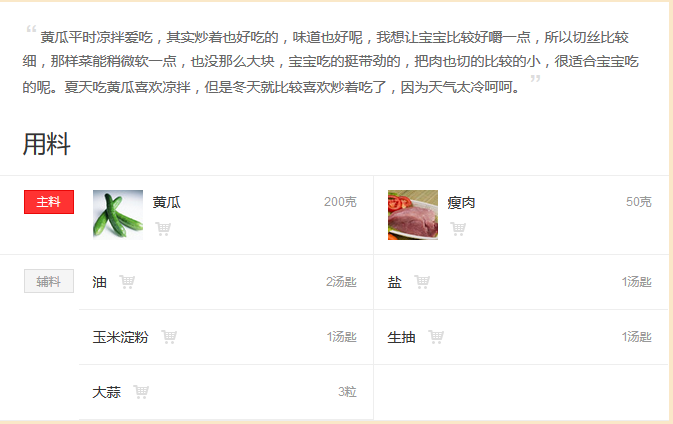 “ 黄瓜平时凉拌爱吃，其实炒着也好吃的，味道也好呢，我想让宝宝比较好嚼一点，所以切丝比较
细，那样菜能稍微软一点，也没那么大块，宝宝吃的挺带劲的，把肉也切的比较的小，很适合宝宝吃
的呢。夏天吃黄瓜喜欢凉拌，但是冬天就比较喜欢炒着吃了，因为天气太冷呵呵。 ”
用料
主料 黄瓜 200克 瘦肉 50克
辅料 油 2汤匙 盐 1汤匙
玉米淀粉 1汤匙 生抽 1汤匙
大蒜 3粒